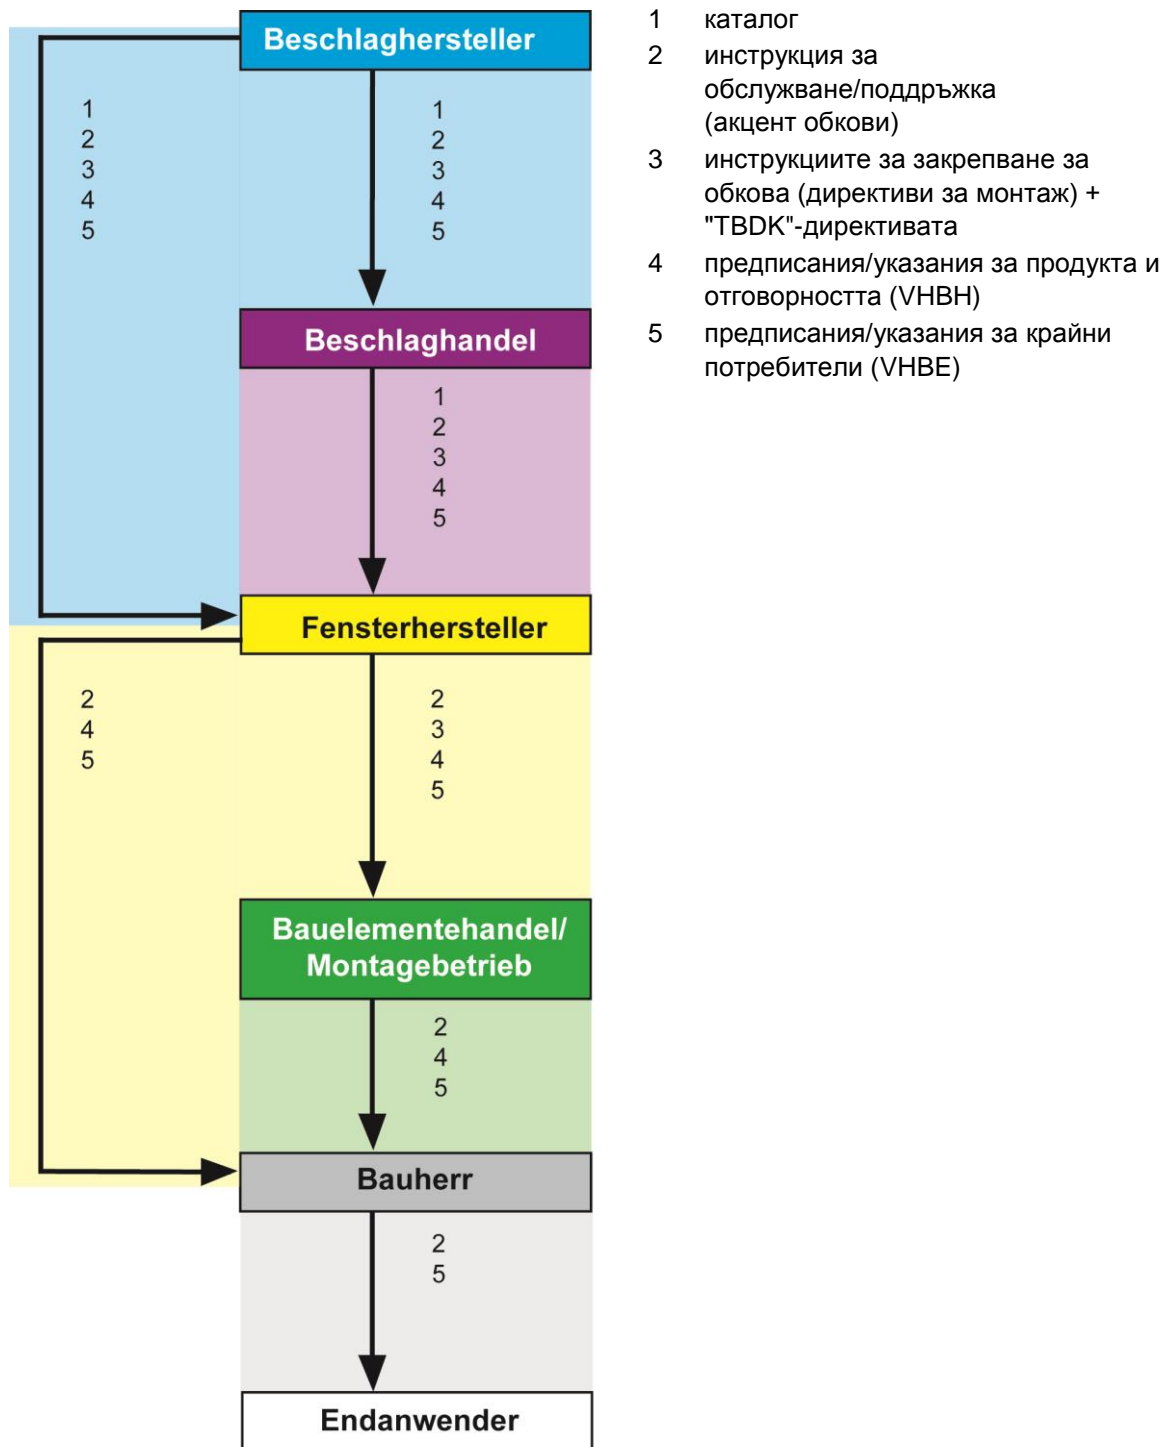 Beschlaghersteller
1
2
3
4
5
1
2
3
4
5
Beschlaghandel
1
2
3
4
5
Fensterhersteller
2
4
5
2
3
4
5
Bauelementehandel/
Montagebetrieb
2
4
5
Bauherr
2
5
Endanwender
1 каталог
2 инструкция за
обслужване/поддръжка
(акцент обкови)
3 инструкциите за закрепване за
обкова (директиви за монтаж) +
"TBDK"-директивата
4 предписания/указания за продукта и
отговорността (VHBH)
5 предписания/указания за крайни
потребители (VHBE)